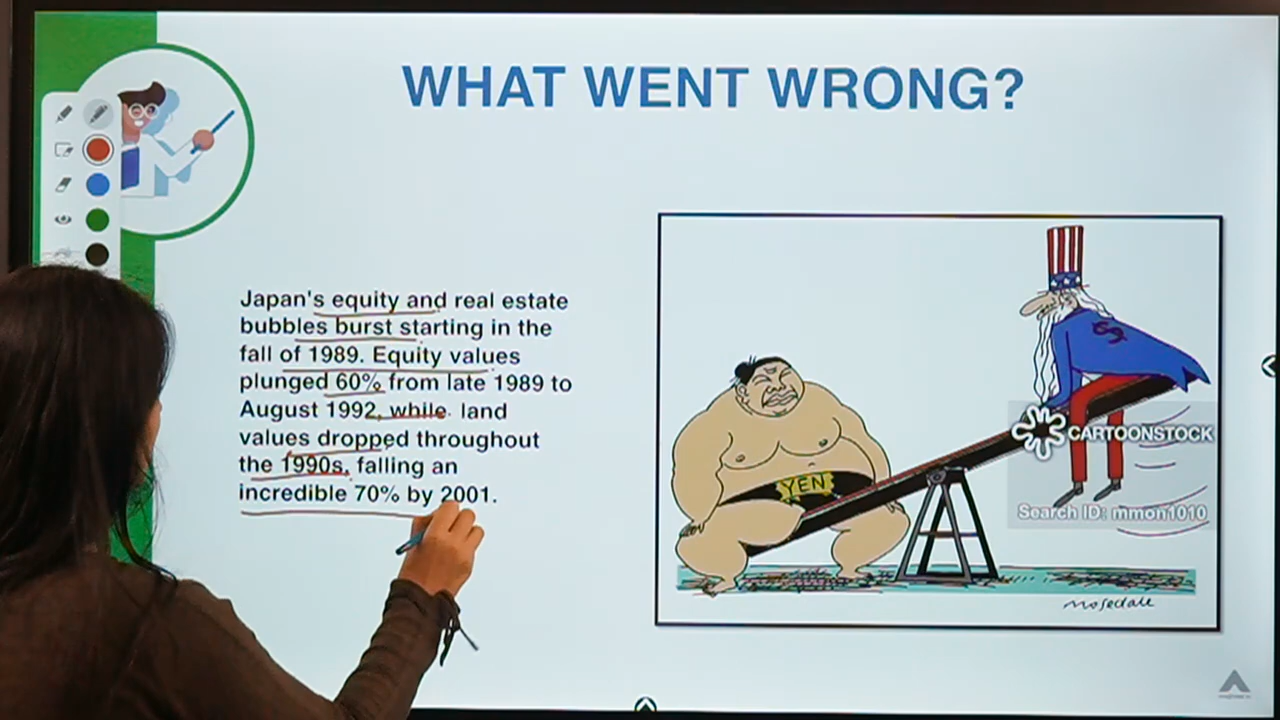 WHAT WENT WRONG?
Japan's equity and real estate
bubbles burst starting in the
fall of 1989. Equity values
plunged 60% from late 1989 to
August 1992, while land
values dropped throughout
the 1990s, falling an
incredible 70% by 2001.
YEN
$
CARTOONSTOCK
Search ID: mmon1010
nosedale